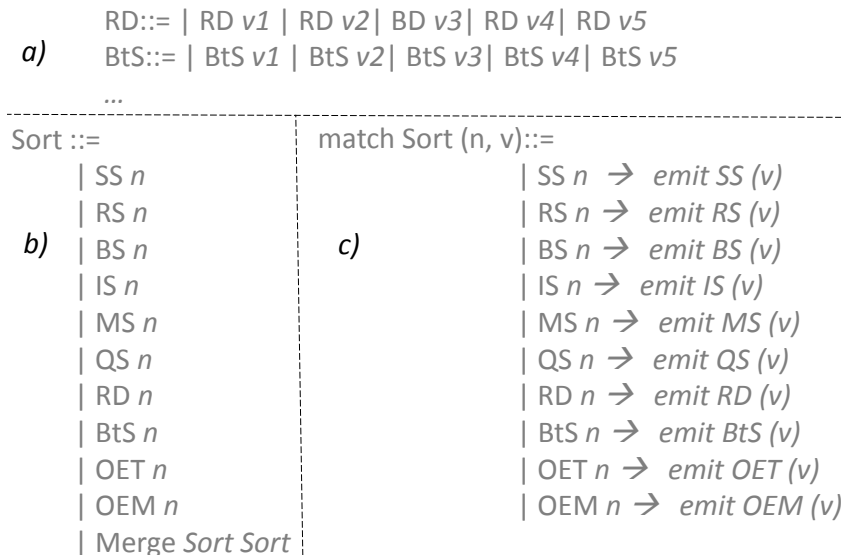 a) RD::= | RD v1 | RD v2| BD v3| RD v4| RD v5
BtS::= | BtS v1 | BtS v2| BtS v3| BtS v4| BtS v5
...
b) Sort ::=
| SS n
| RS n
| BS n
| IS n
| MS n
| QS n
| RD n
| BtS n
| OET n
| OEM n
| Merge Sort Sort
c) match Sort (n, v)::=
| SS n → emit SS (v)
| RS n → emit RS (v)
| BS n → emit BS (v)
| IS n → emit IS (v)
| MS n → emit MS (v)
| QS n → emit QS (v)
| RD n → emit RD (v)
| BtS n → emit BtS (v)
| OET n → emit OET (v)
| OEM n → emit OEM (v)